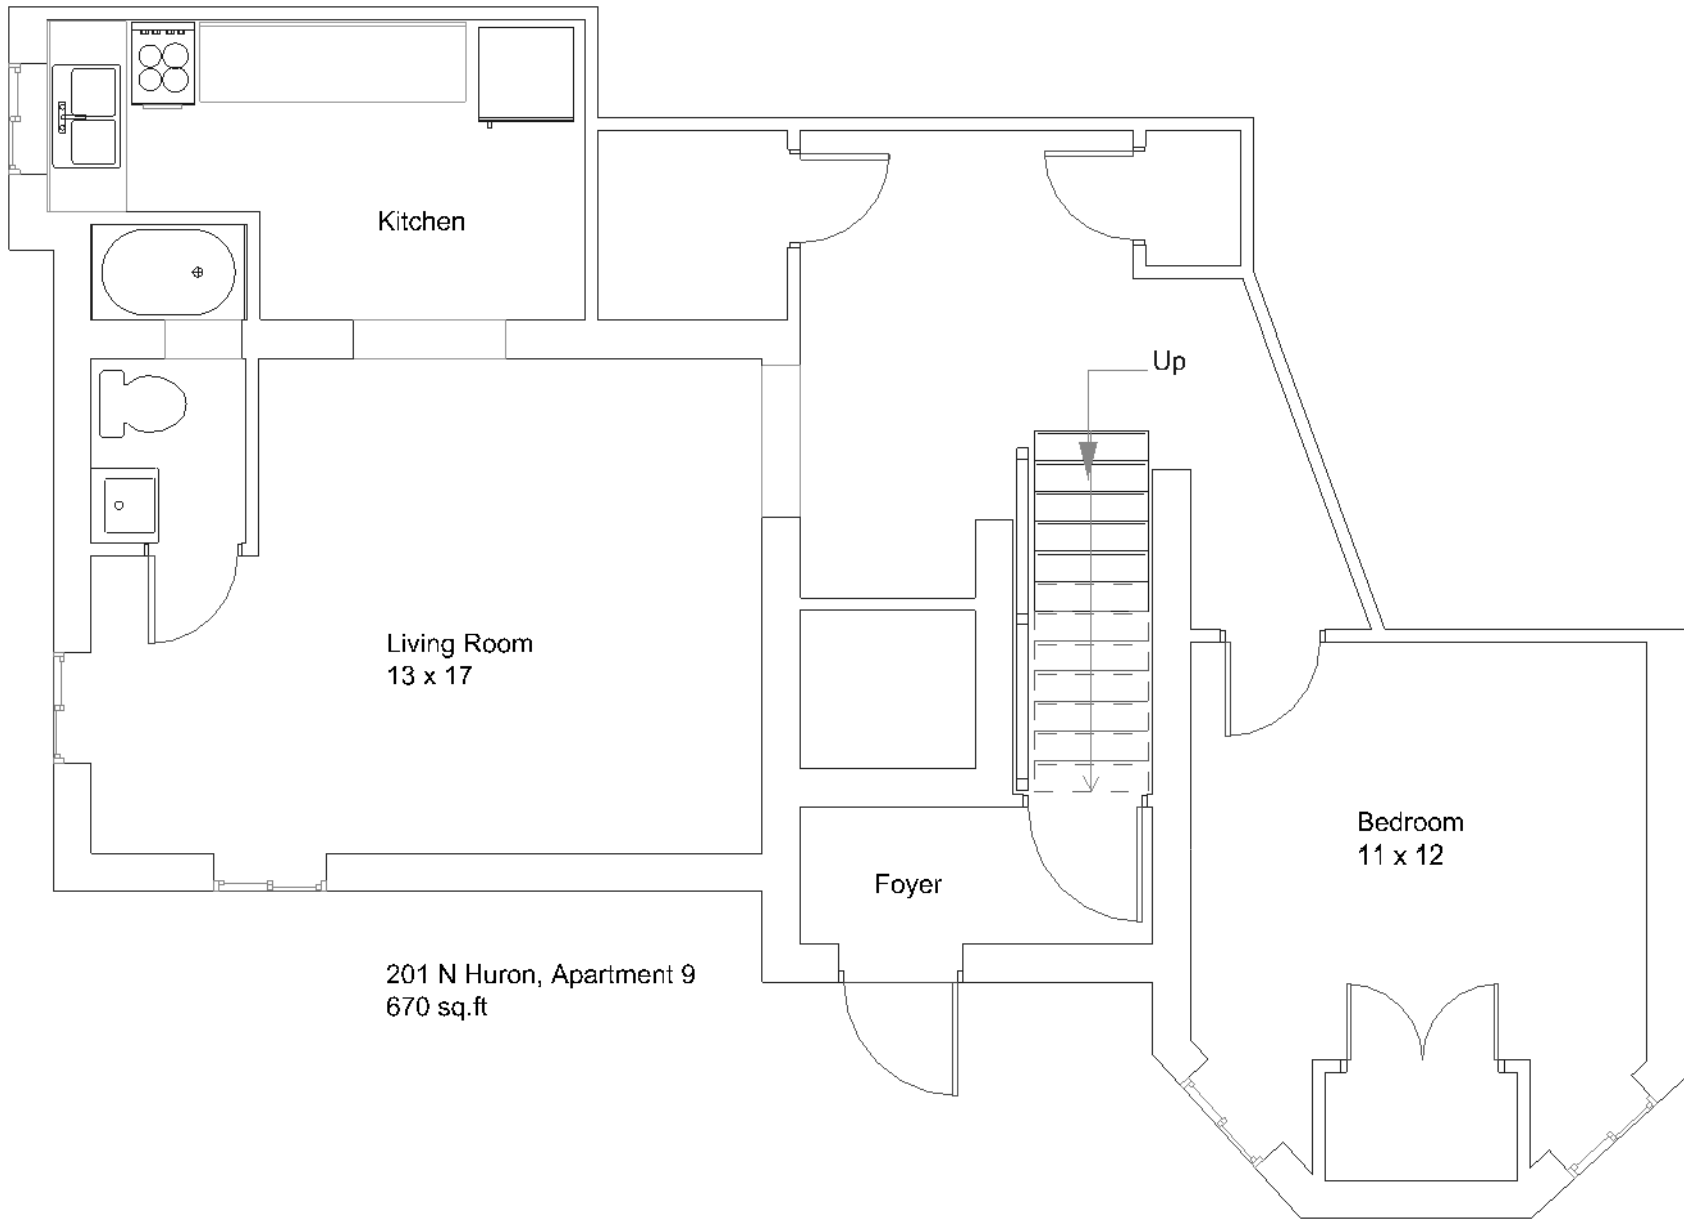 Kitchen
Up
Living Room
13 x 17
Bedroom
11 x 12
Foyer
201 N Huron, Apartment 9
670 sq.ft